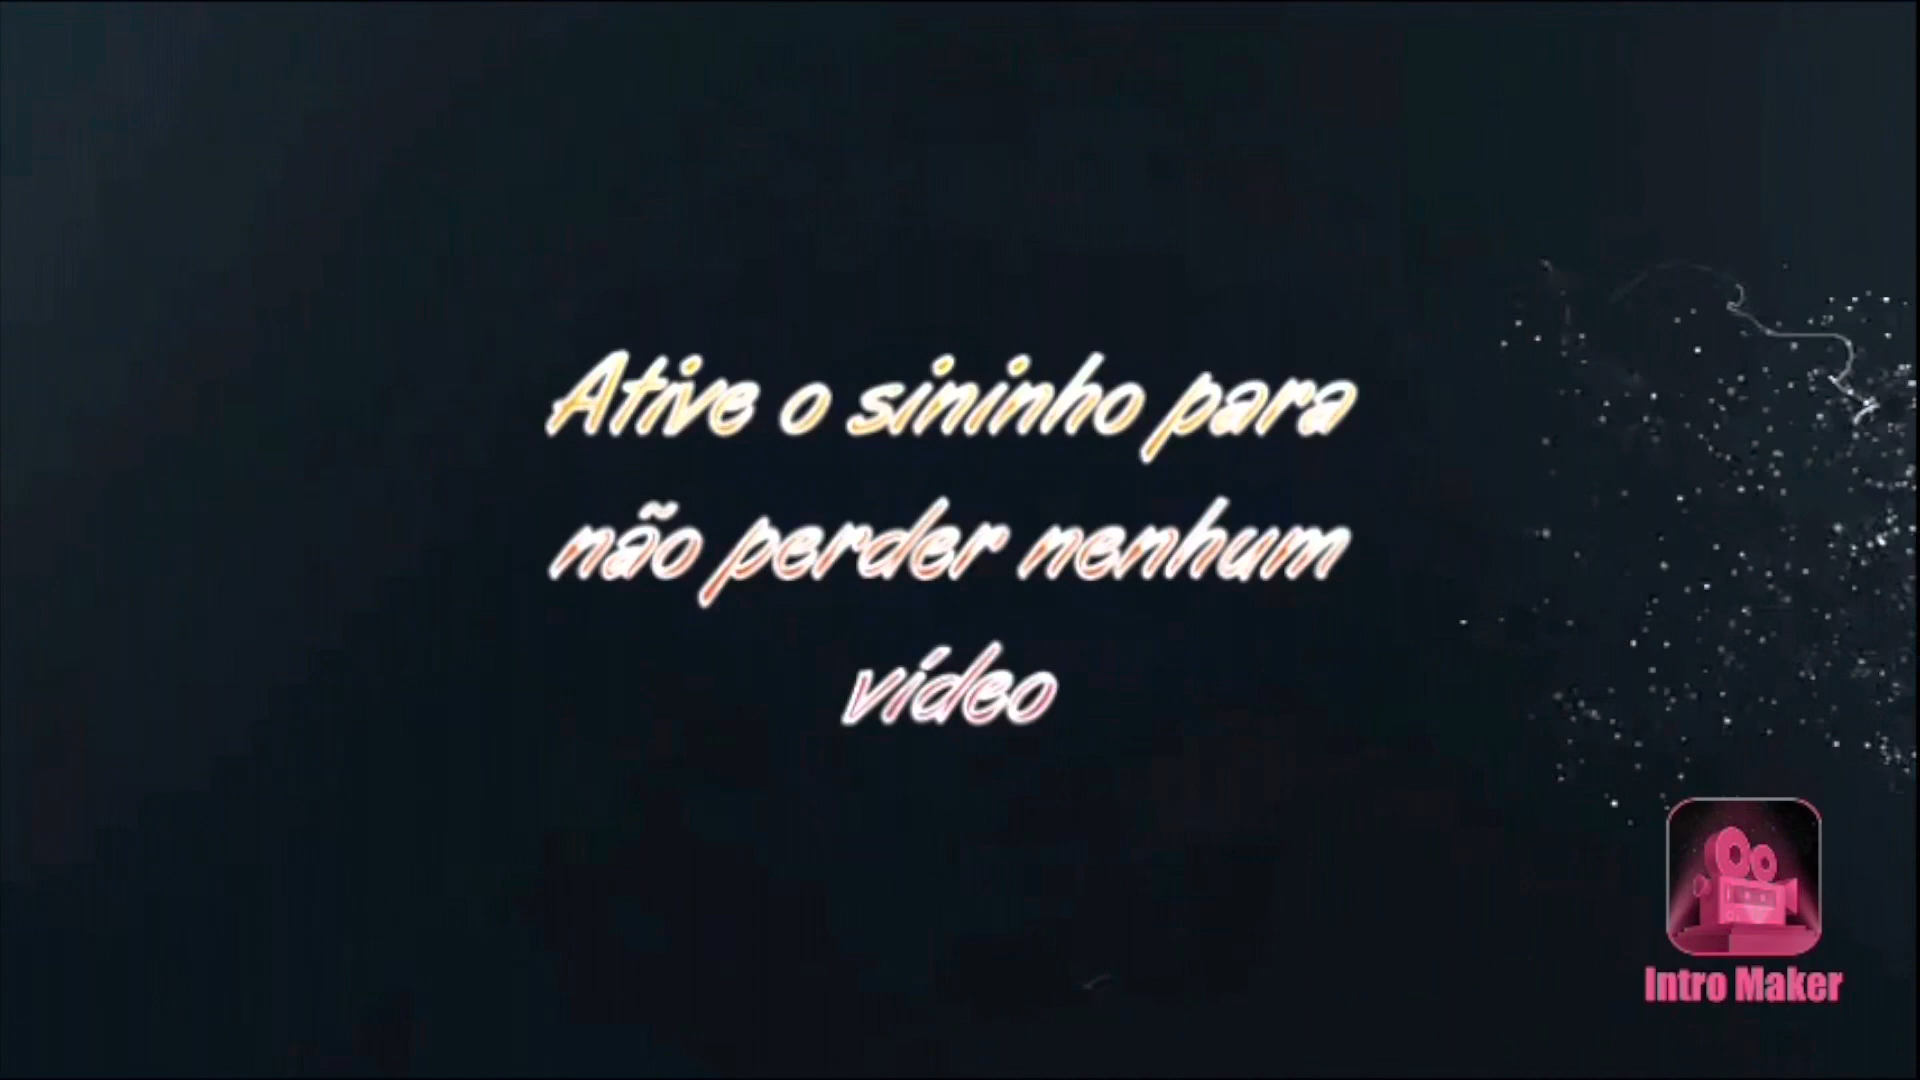 Ative o sininho para
não perder nenhum
vídeo
Intro Maker